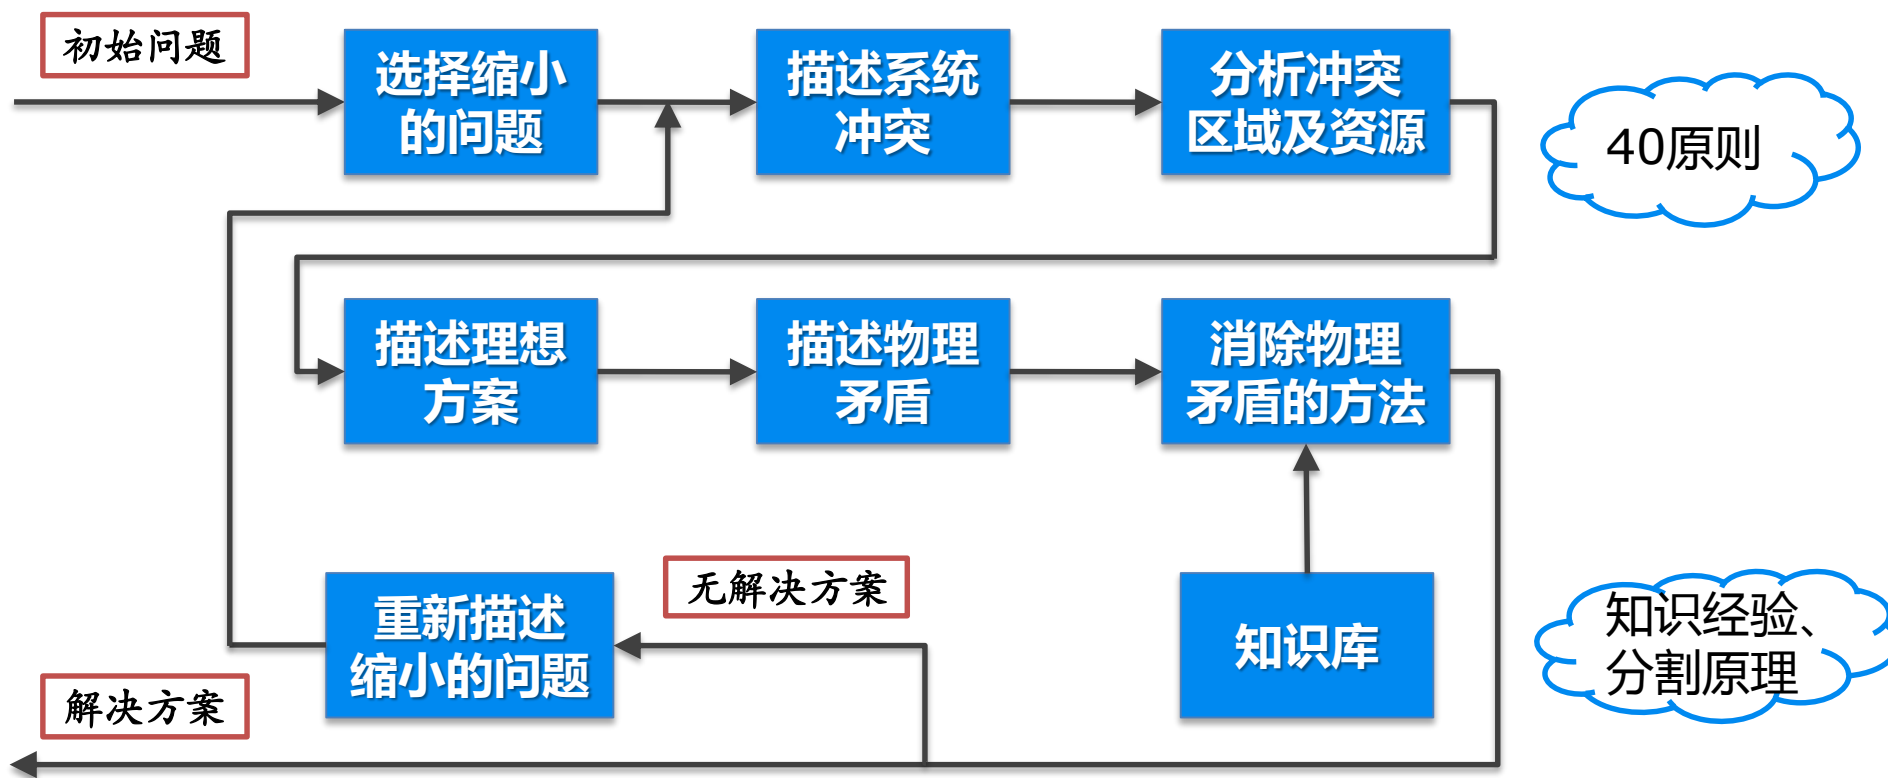 初始问题
选择缩小
的问题
描述系统
冲突
分析冲突
区域及资源
40原则
描述理想
方案
描述物理
矛盾
消除物理
矛盾的方法
无解决方案
重新描述
缩小的问题
知识库
知识经验、
分割原理
解决方案